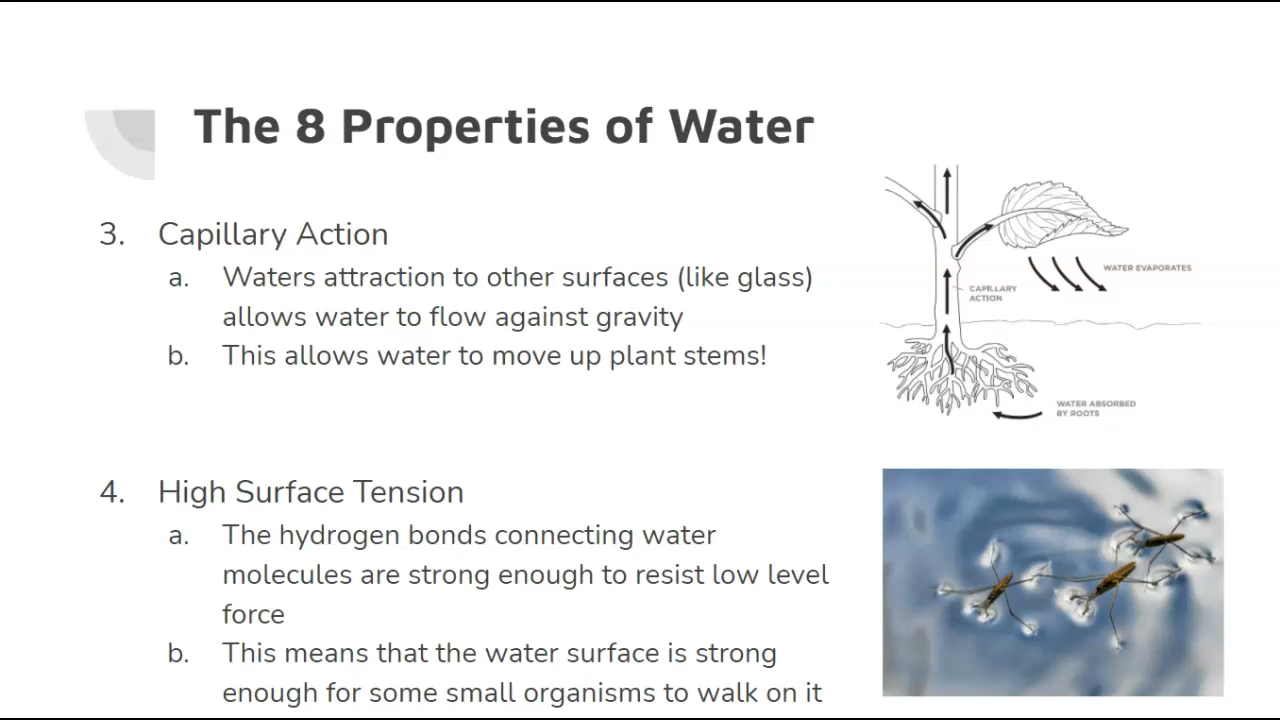 The 8 Properties of Water
3. Capillary Action
a. Waters attraction to other surfaces (like glass)
allows water to flow against gravity
b. This allows water to move up plant stems!
WATER EVAPORATES
CAPILLARY
ACTION
WATER ABSORBED
BY ROOTS
4. High Surface Tension
a. The hydrogen bonds connecting water
molecules are strong enough to resist low level
force
b. This means that the water surface is strong
enough for some small organisms to walk on it